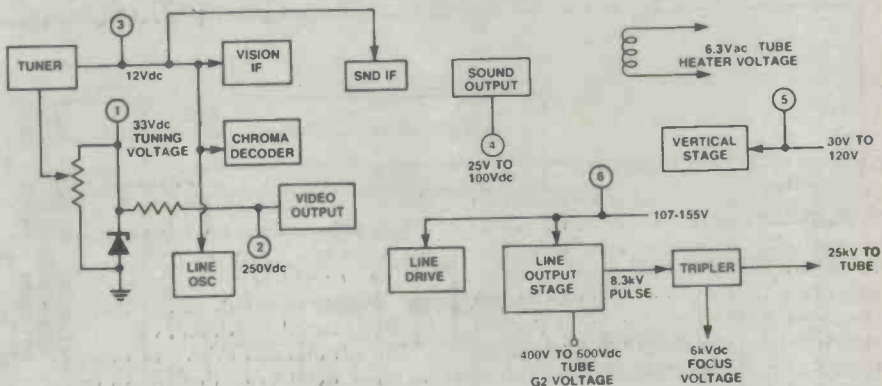 3
TUNER
12Vdc
VISION
IF
SND IF
SOUND
OUTPUT
6.3Vac TUBE
HEATER VOLTAGE
1
33Vdc
TUNING
VOLTAGE
CHROMA
DECODER
4
25V TO
100Vdc
5
VERTICAL
STAGE
30V TO
120V
VIDEO
OUTPUT
2
250Vdc
LINE
OSC
6
107-155V
LINE
DRIVE
LINE
OUTPUT
STAGE
8.3kV
PULSE
TRIPLER
25kV TO
TUBE
400V TO 600Vdc
TUBE
G2 VOLTAGE
6kVdc
FOCUS
VOLTAGE